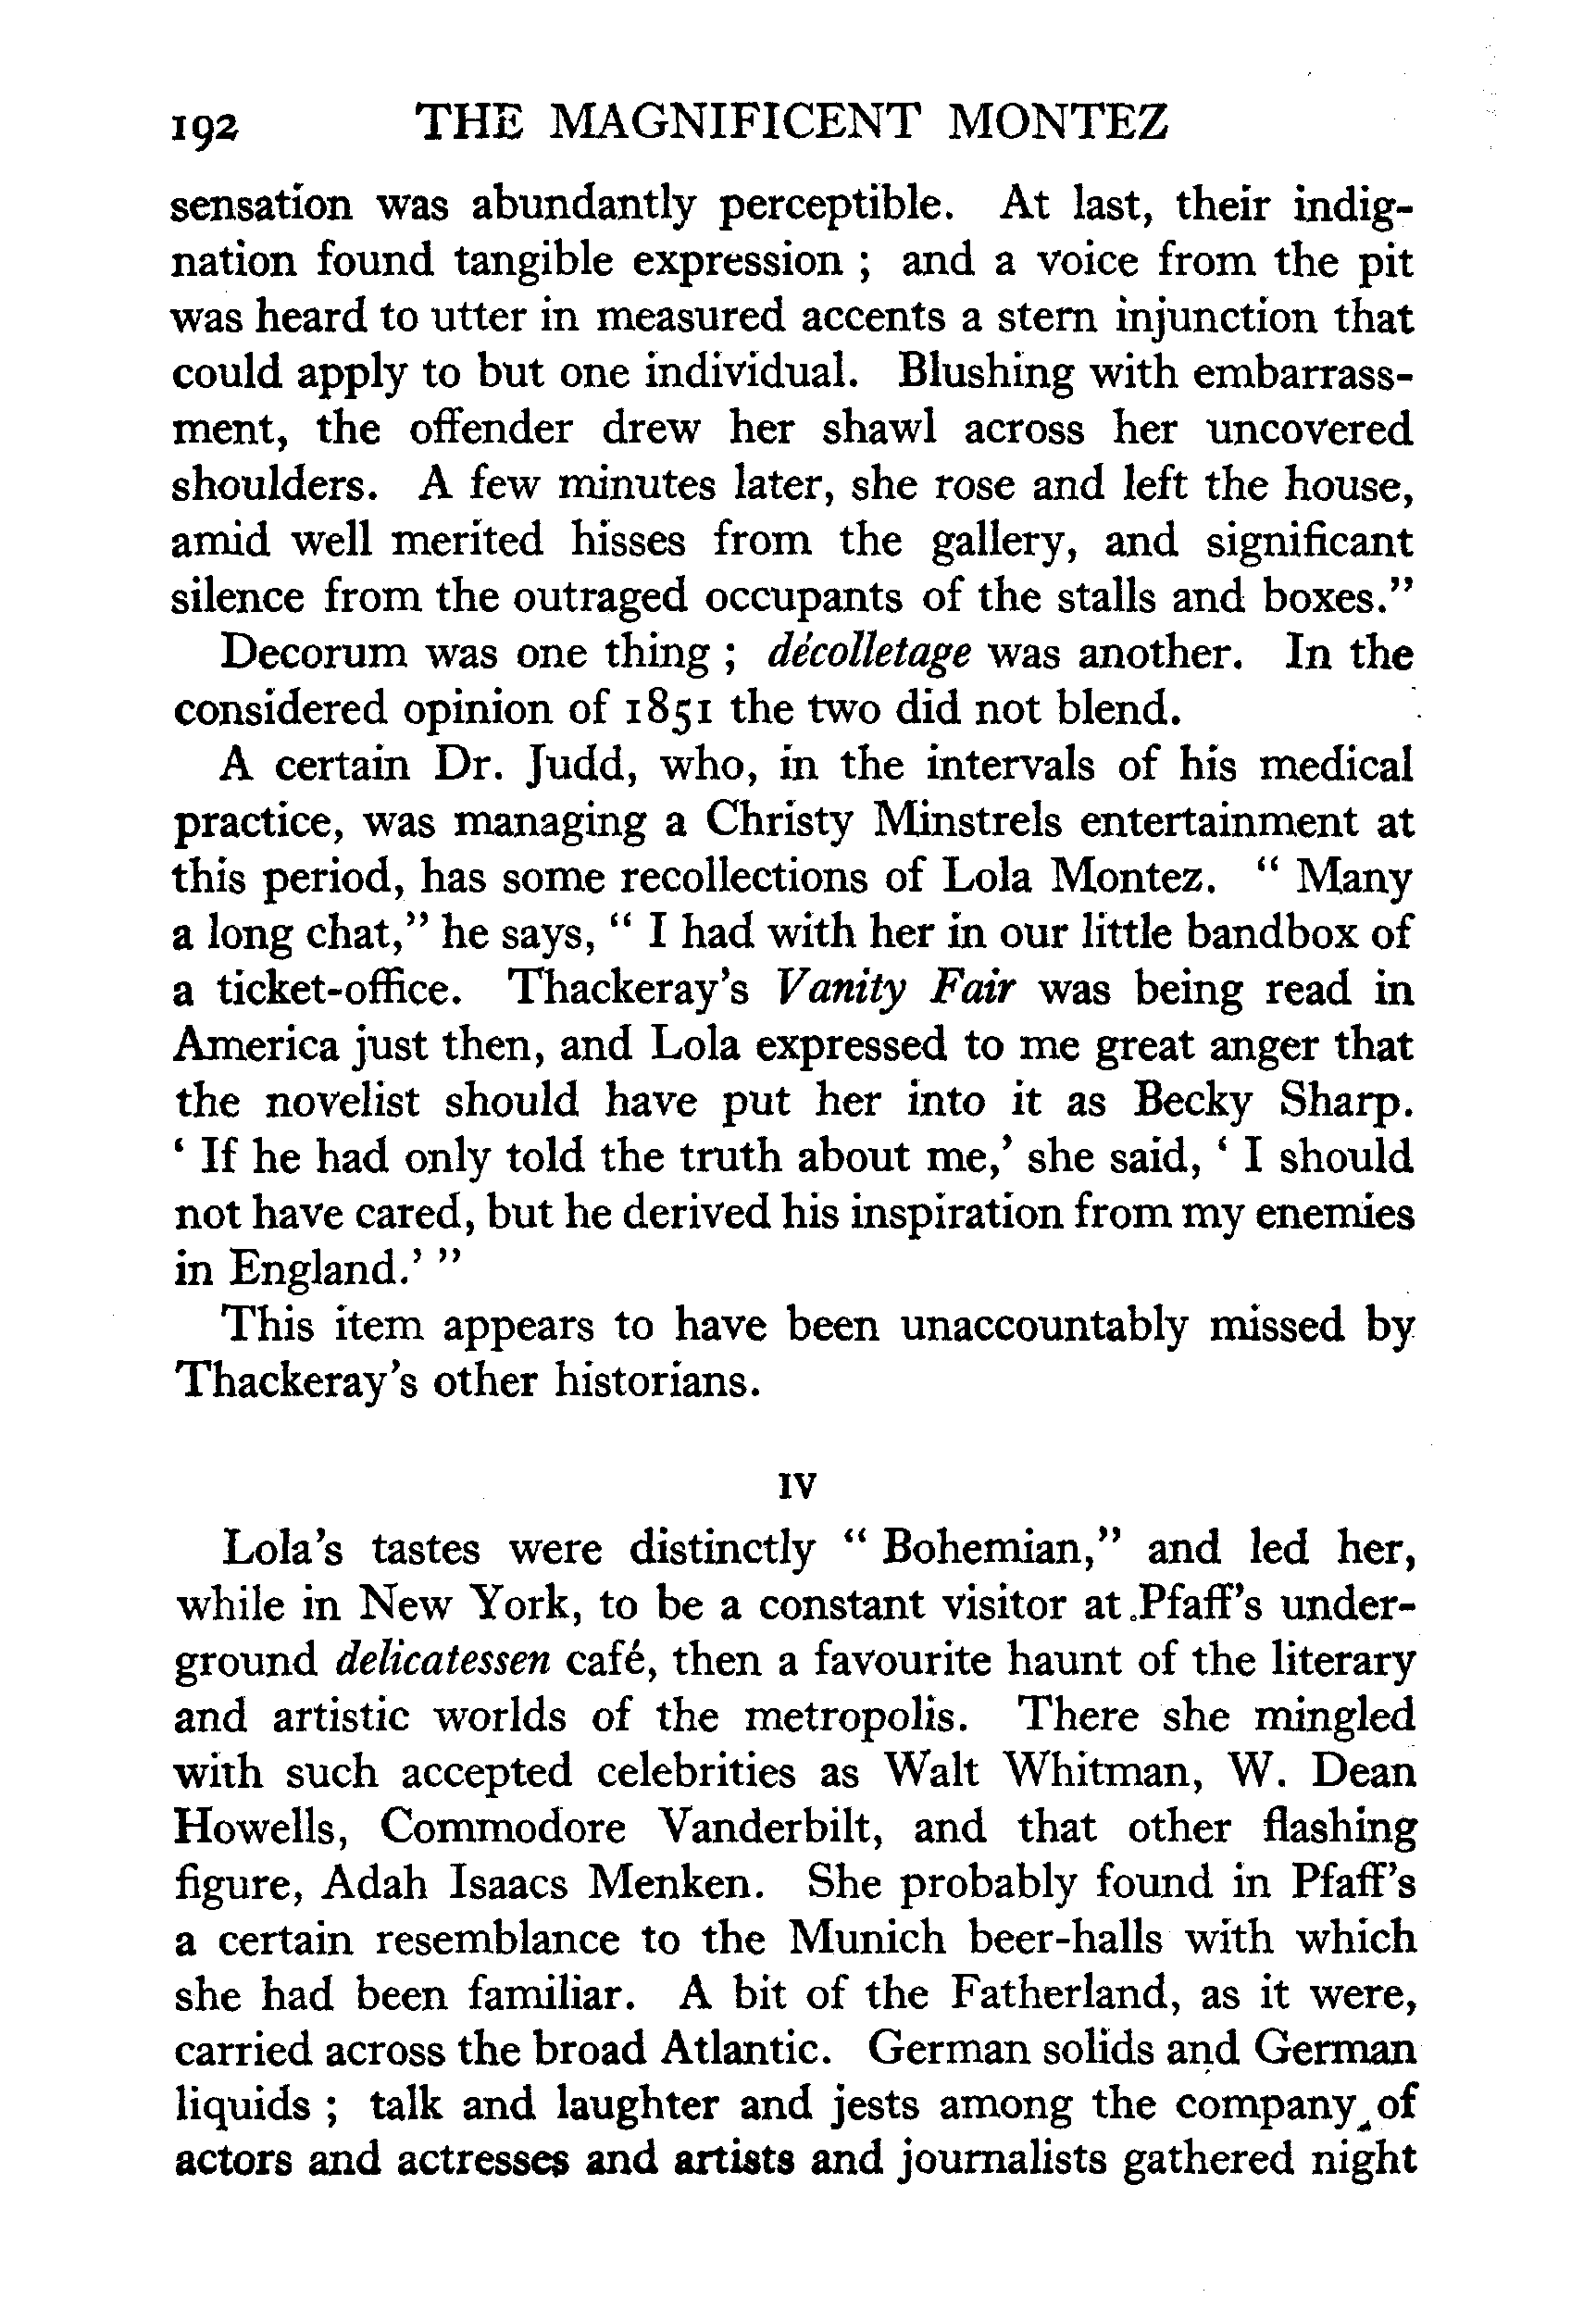 192 THE MAGNIFICENT MONTEZ
sensation was abundantly perceptible. At last, their indig-
nation found tangible expression ; and a voice from the pit
was heard to utter in measured accents a stern injunction that
could apply to but one individual. Blushing with embarrass-
ment, the offender drew her shawl across her uncovered
shoulders. A few minutes later, she rose and left the house,
amid well merited hisses from the gallery, and significant
silence from the outraged occupants of the stalls and boxes."
Decorum was one thing ; décolletage was another. In the
considered opinion of 1851 the two did not blend.
A certain Dr. Judd, who, in the intervals of his medical
practice, was managing a Christy Minstrels entertainment at
this period, has some recollections of Lola Montez. " Many
a long chat," he says, " I had with her in our little bandbox of
a ticket-office. Thackeray's Vanity Fair was being read in
America just then, and Lola expressed to me great anger that
the novelist should have put her into it as Becky Sharp.
' If he had only told the truth about me,' she said, ' I should
not have cared, but he derived his inspiration from my enemies
in England.' "
This item appears to have been unaccountably missed by
Thackeray's other historians.
IV
Lola's tastes were distinctly " Bohemian," and led her,
while in New York, to be a constant visitor at Pfaff's under-
ground delicatessen café, then a favourite haunt of the literary
and artistic worlds of the metropolis. There she mingled
with such accepted celebrities as Walt Whitman, W. Dean
Howells, Commodore Vanderbilt, and that other flashing
figure, Adah Isaacs Menken. She probably found in Pfaff's
a certain resemblance to the Munich beer-halls with which
she had been familiar. A bit of the Fatherland, as it were,
carried across the broad Atlantic. German solids and German
liquids ; talk and laughter and jests among the company of
actors and actresses and artists and journalists gathered night